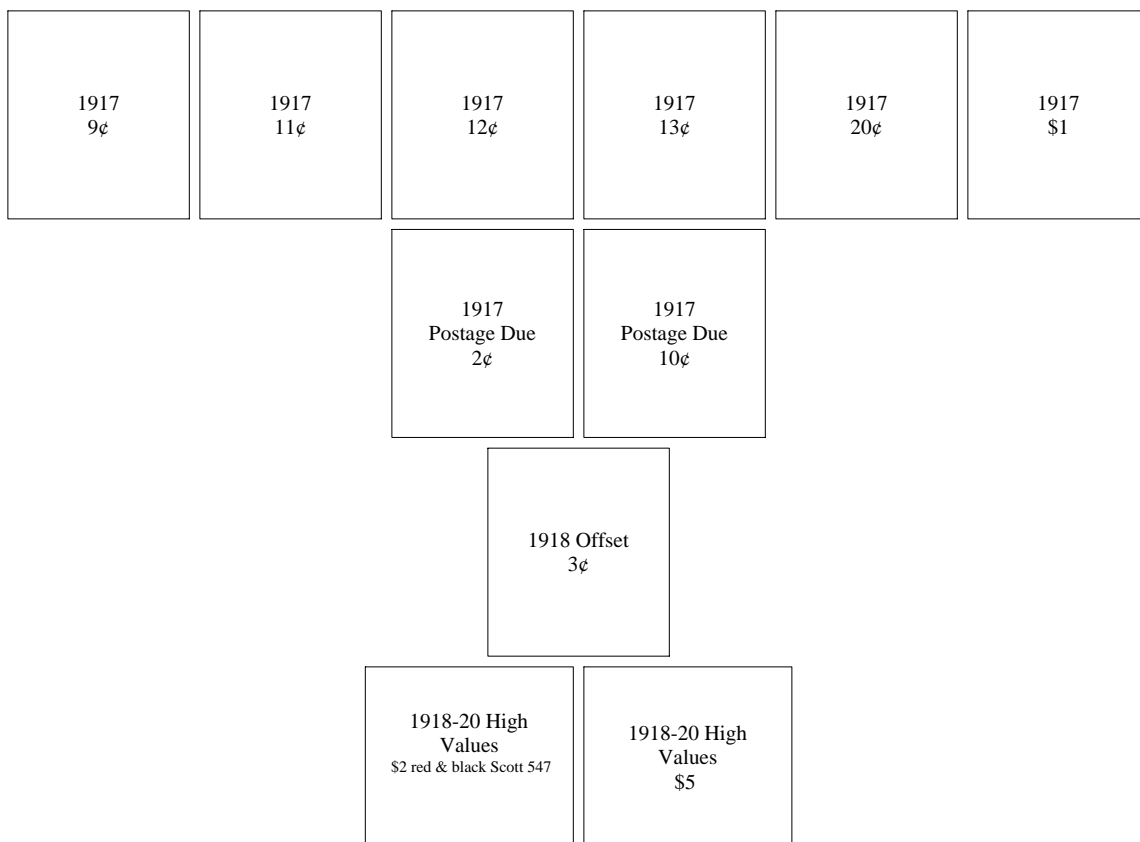 1917
9¢
1917
11¢
1917
12¢
1917
13¢
1917
20¢
1917
$1
1917
Postage Due
2¢
1917
Postage Due
10¢
1918 Offset
3¢
1918-20 High
Values
$2 red & black Scott 547
1918-20 High
Values
$5